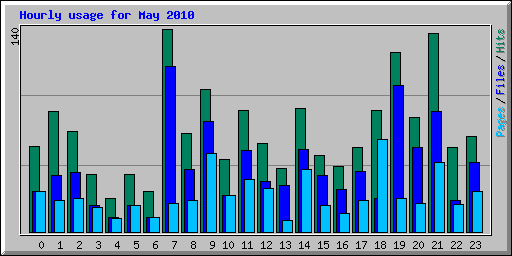 Hourly usage for May 2010
140
Pages / Files / Hits
0 1 2 3 4 5 6 7 8 9 10 11 12 13 14 15 16 17 18 19 20 21 22 23